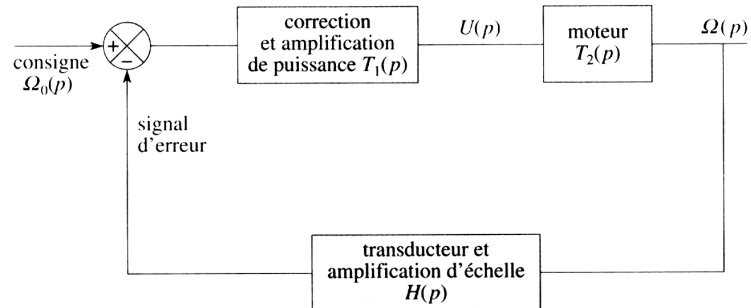 correction
et amplification
de puissance T₁(p)
U(p)
moteur
T₂(p)
Ω(p)
+
−
consigne
Ω₀(p)
signal
d'erreur
transducteur et
amplification d'échelle
H(p)